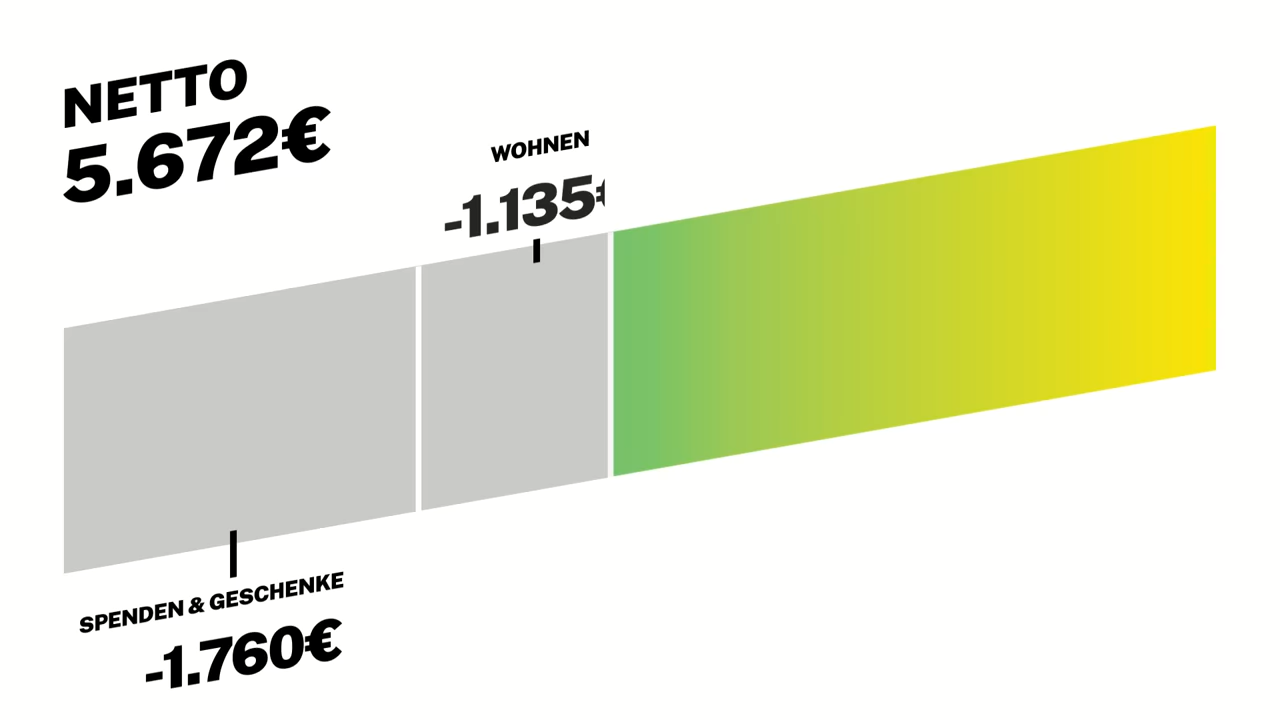 NETTO
5.672€
WOHNEN
-1.135€
SPENDEN & GESCHENKE
-1.760€